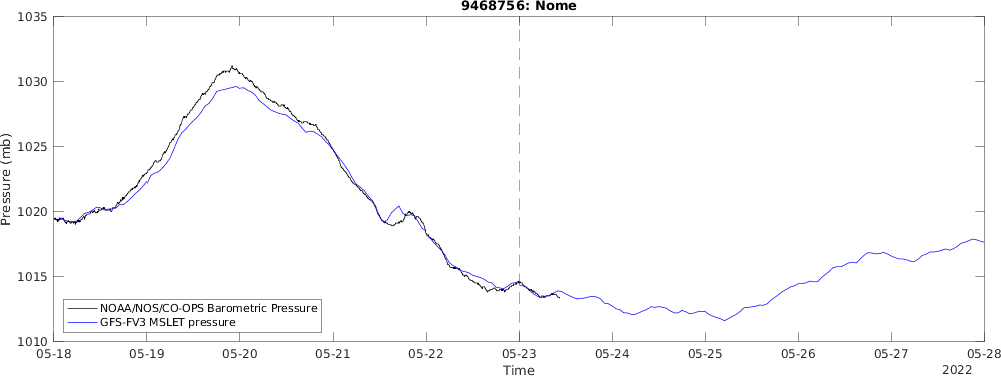 9468756: Nome
1035
1030
1025
1020
1015
1010
Pressure (mb)
NOAA/NOS/CO-OPS Barometric Pressure
GFS-FV3 MSLET pressure
05-18 05-19 05-20 05-21 05-22 05-23 05-24 05-25 05-26 05-27 05-28
Time
2022